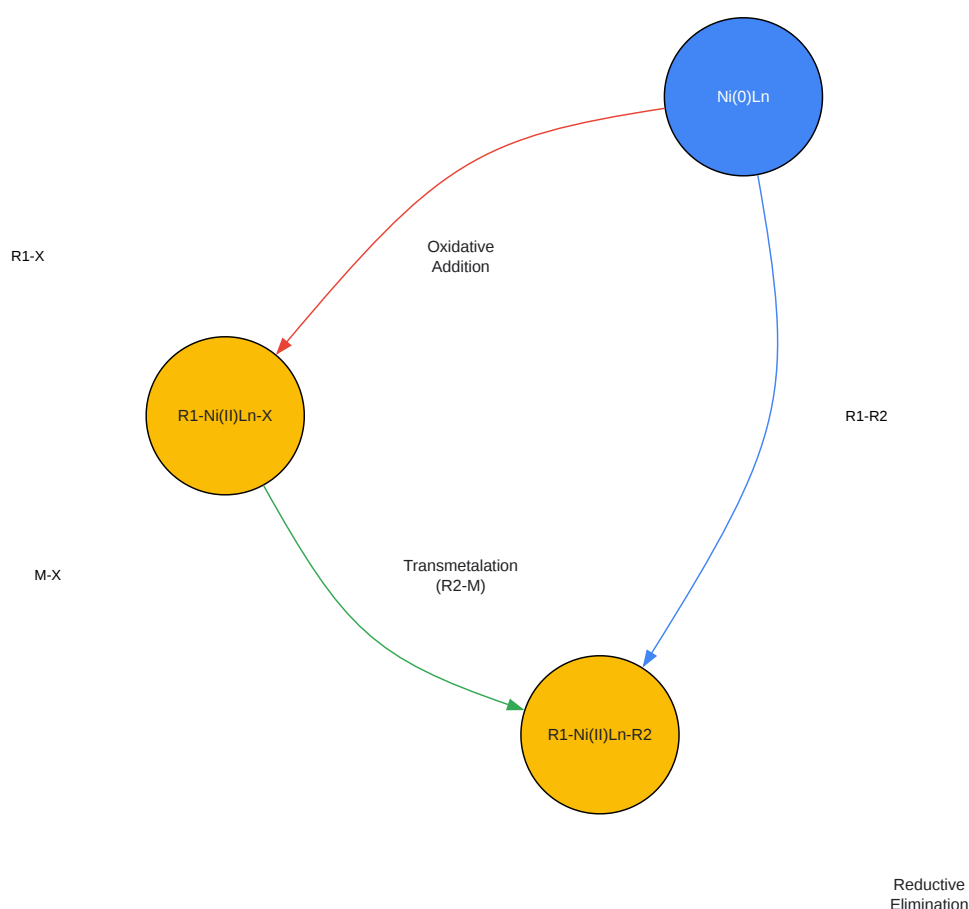 Ni(0)Ln
Oxidative
Addition
R1-X
R1-Ni(II)Ln-X
R1-R2
Transmetalation
(R2-M)
M-X
R1-Ni(II)Ln-R2
Reductive
Elimination